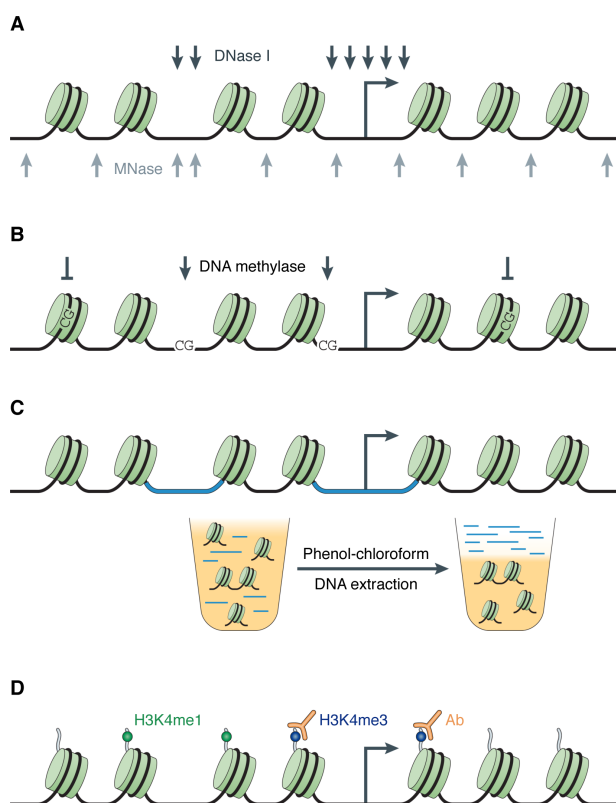 A
DNase I
MNase
B
DNA methylase
CG
CG
CG
CG
C
Phenol-chloroform
DNA extraction
D
H3K4me1
H3K4me3
Ab